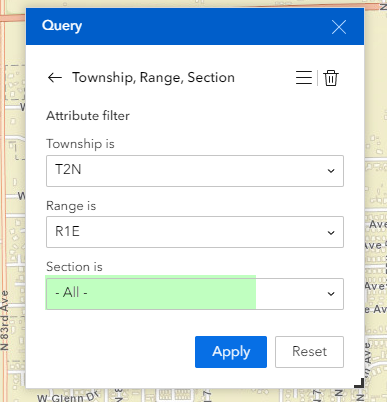 Query
Township, Range, Section
Attribute filter
Township is
T2N
Range is
R1E
Section is
- All -
Apply
Reset
N 83rd Ave
W Glenn Dr
Ave